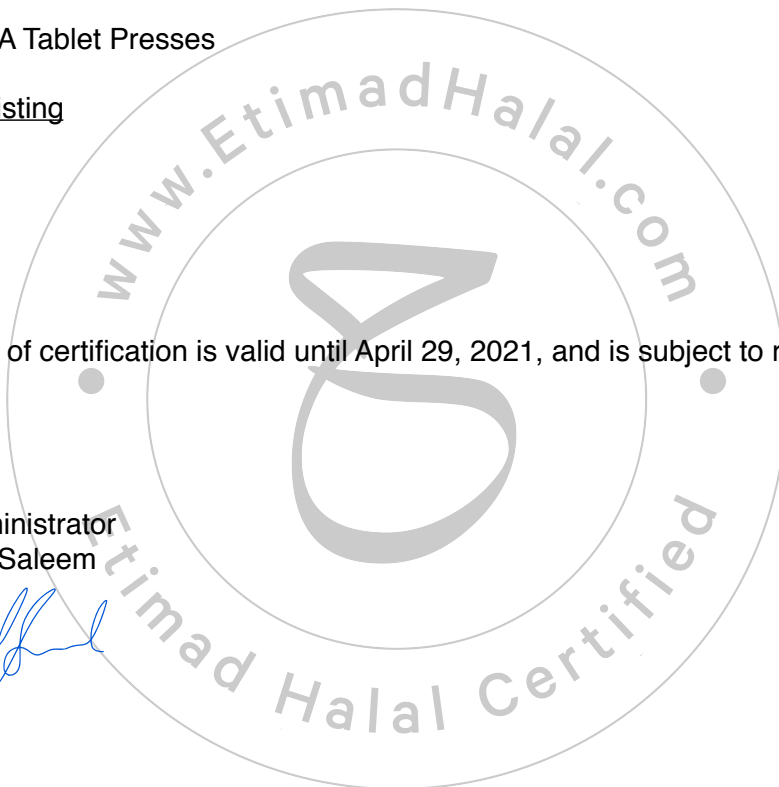 A Tablet Presses
isting
www.EtimadHalal.com
of certification is valid until April 29, 2021, and is subject to r
ministrator
Saleem
Etimad Halal Certified